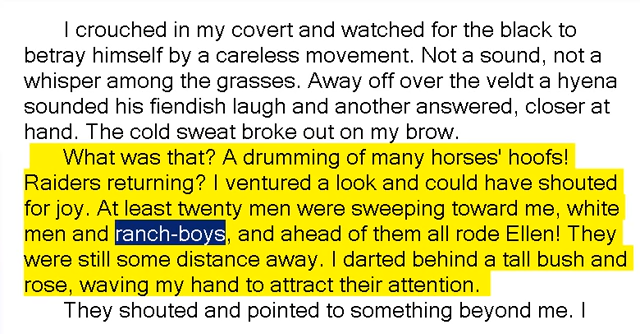 I crouched in my covert and watched for the black to
betray himself by a careless movement. Not a sound, not a
whisper among the grasses. Away off over the veldt a hyena
sounded his fiendish laugh and another answered, closer at
hand. The cold sweat broke out on my brow.
What was that? A drumming of many horses' hoofs!
Raiders returning? I ventured a look and could have shouted
for joy. At least twenty men were sweeping toward me, white
men and ranch-boys, and ahead of them all rode Ellen! They
were still some distance away. I darted behind a tall bush and
rose, waving my hand to attract their attention.
They shouted and pointed to something beyond me. I